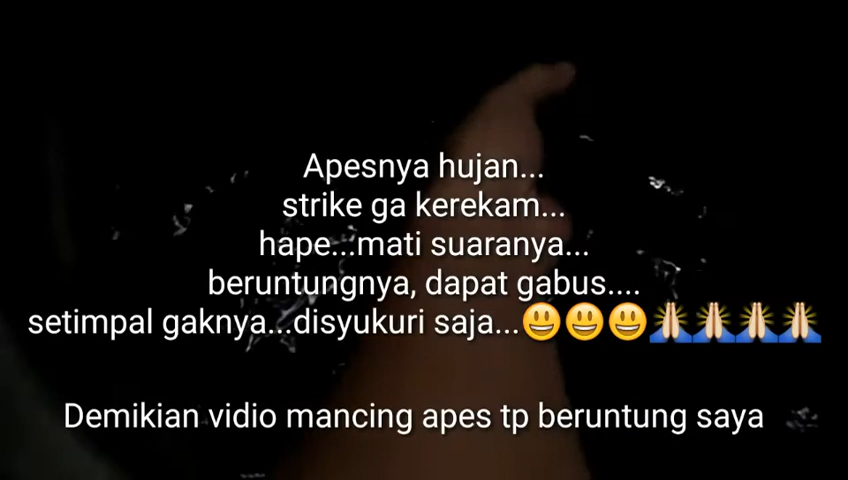 Apesnya hujan...
strike ga kerekam...
hape...mati suaranya...
beruntungnya, dapat gabus....
setimpal gaknya...disyukuri saja...😃😃😃🙏🙏🙏🙏
Demikian vidio mancing apes tp beruntung saya